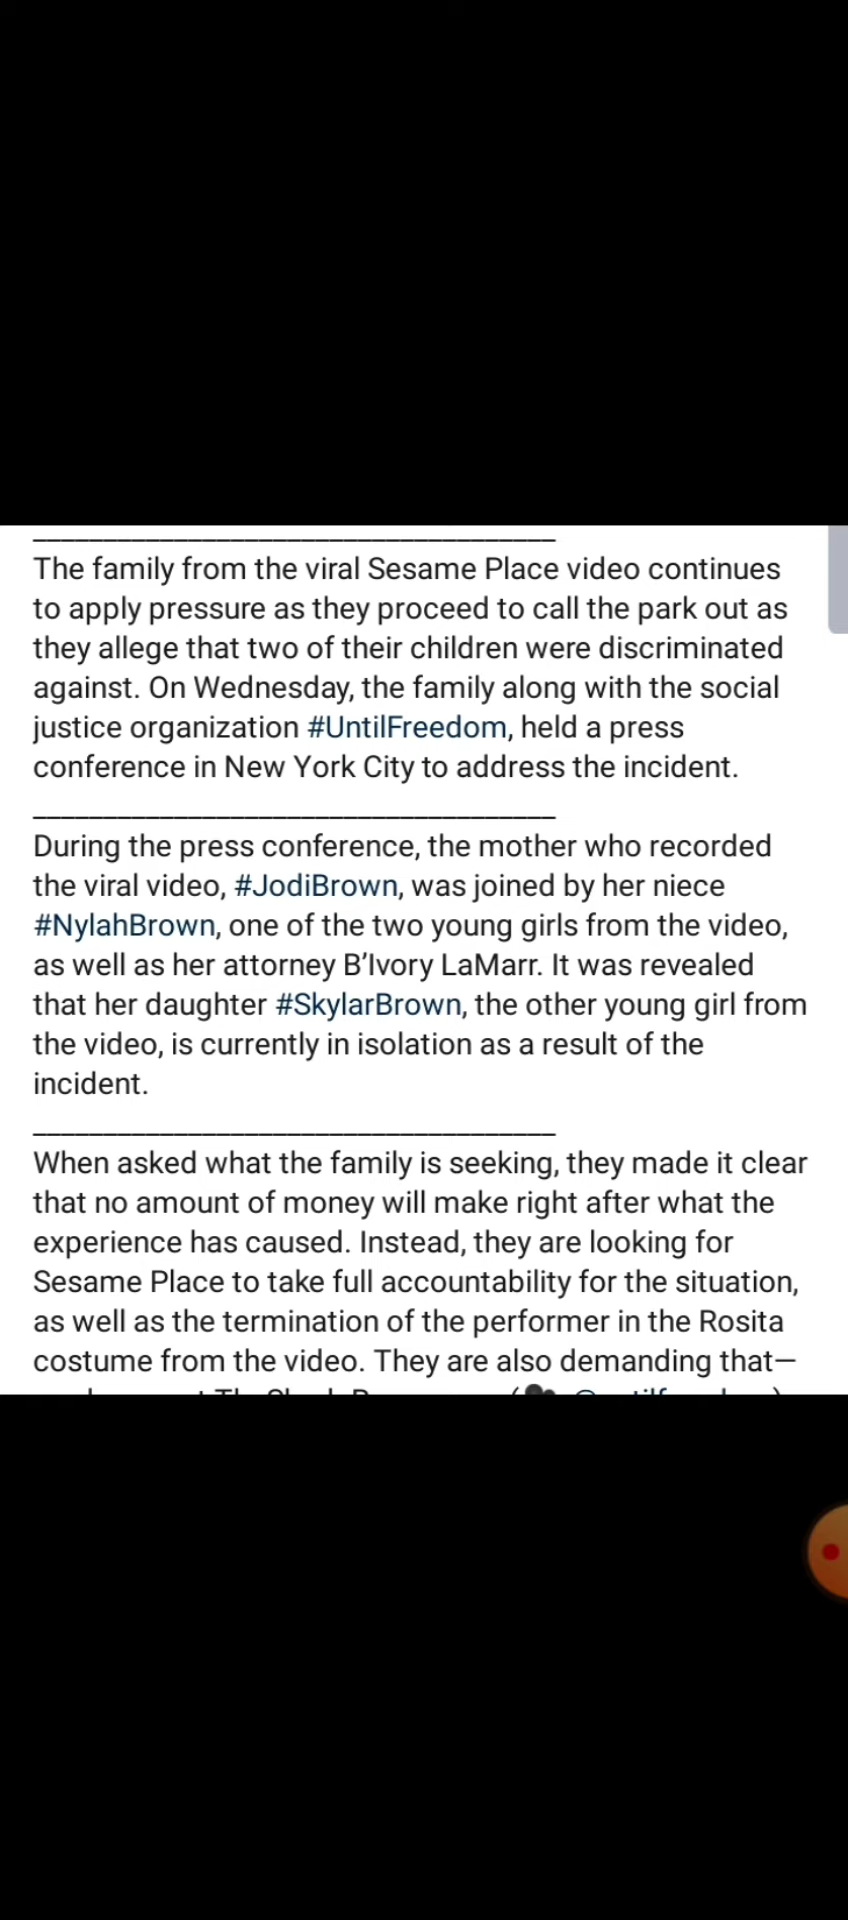 _____________________________________
The family from the viral Sesame Place video continues
to apply pressure as they proceed to call the park out as
they allege that two of their children were discriminated
against. On Wednesday, the family along with the social
justice organization #UntilFreedom, held a press
conference in New York City to address the incident.
_____________________________________
During the press conference, the mother who recorded
the viral video, #JodiBrown, was joined by her niece
#NylahBrown, one of the two young girls from the video,
as well as her attorney B’Ivory LaMarr. It was revealed
that her daughter #SkylarBrown, the other young girl from
the video, is currently in isolation as a result of the
incident.
_____________________________________
When asked what the family is seeking, they made it clear
that no amount of money will make right after what the
experience has caused. Instead, they are looking for
Sesame Place to take full accountability for the situation,
as well as the termination of the performer in the Rosita
costume from the video. They are also demanding that—